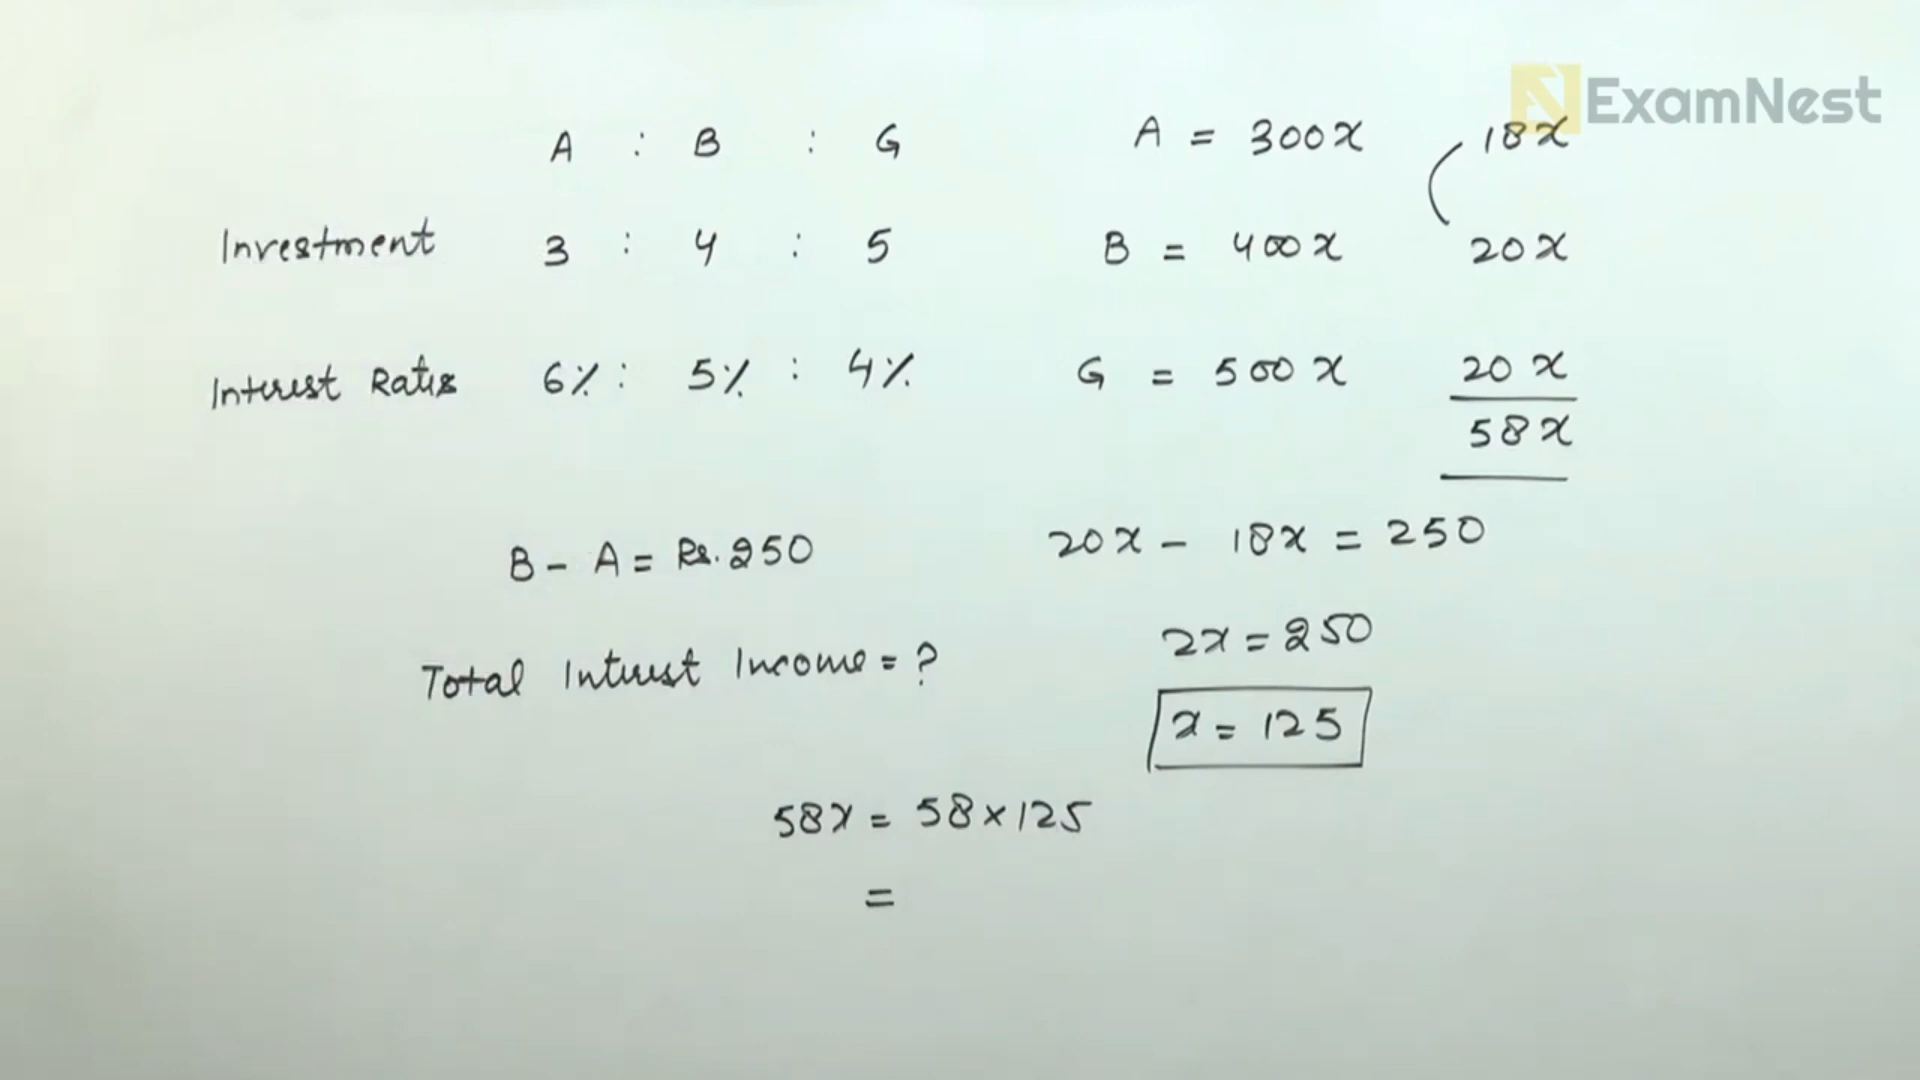 ExamNest
A : B : G
Investment 3 : 4 : 5
Interest Rates 6% : 5% : 4%
B - A = Rs. 250
Total Interest Income = ?
A = 300x 18x
B = 400x 20x
G = 500x 20x
58x
20x - 18x = 250
2x = 250
x = 125
58x = 58 × 125
=